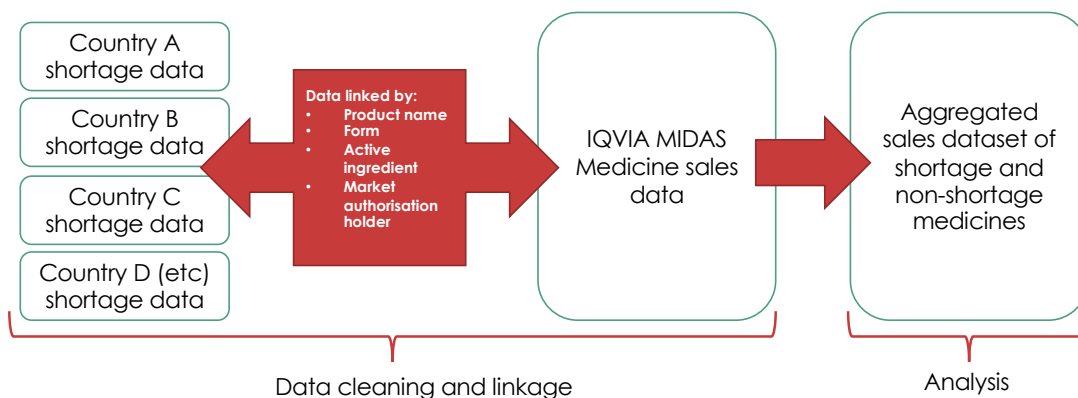 Country A
shortage data
Country B
shortage data
Country C
shortage data
Country D (etc)
shortage data
Data linked by:
• Product name
• Form
• Active
ingredient
• Market
authorisation
holder
IQVIA MIDAS
Medicine sales
data
Aggregated
sales dataset of
shortage and
non-shortage
medicines
Data cleaning and linkage
Analysis